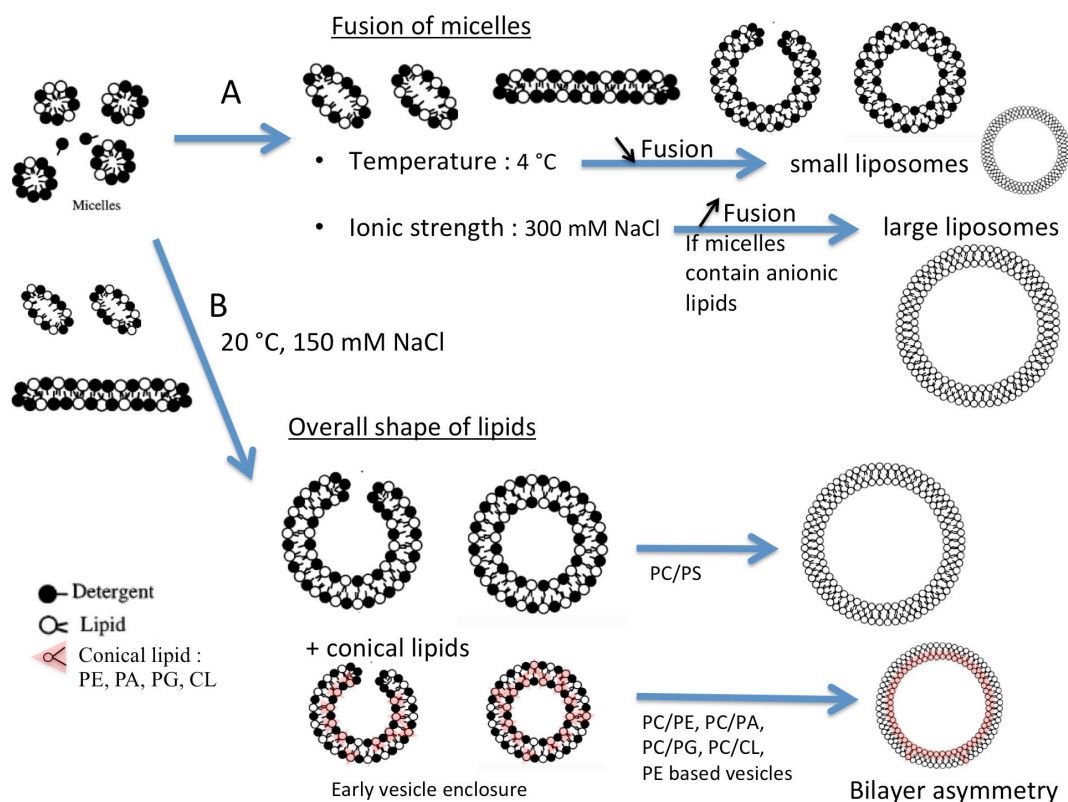 Fusion of micelles
A
Micelles
• Temperature : 4 °C
Fusion
small liposomes
• Ionic strength : 300 mM NaCl
Fusion
If micelles
contain anionic
lipids
large liposomes
B
20 °C, 150 mM NaCl
Overall shape of lipids
PC/PS
Detergent
Lipid
Conical lipid :
PE, PA, PG, CL
+ conical lipids
Early vesicle enclosure
PC/PE, PC/PA,
PC/PG, PC/CL,
PE based vesicles
Bilayer asymmetry